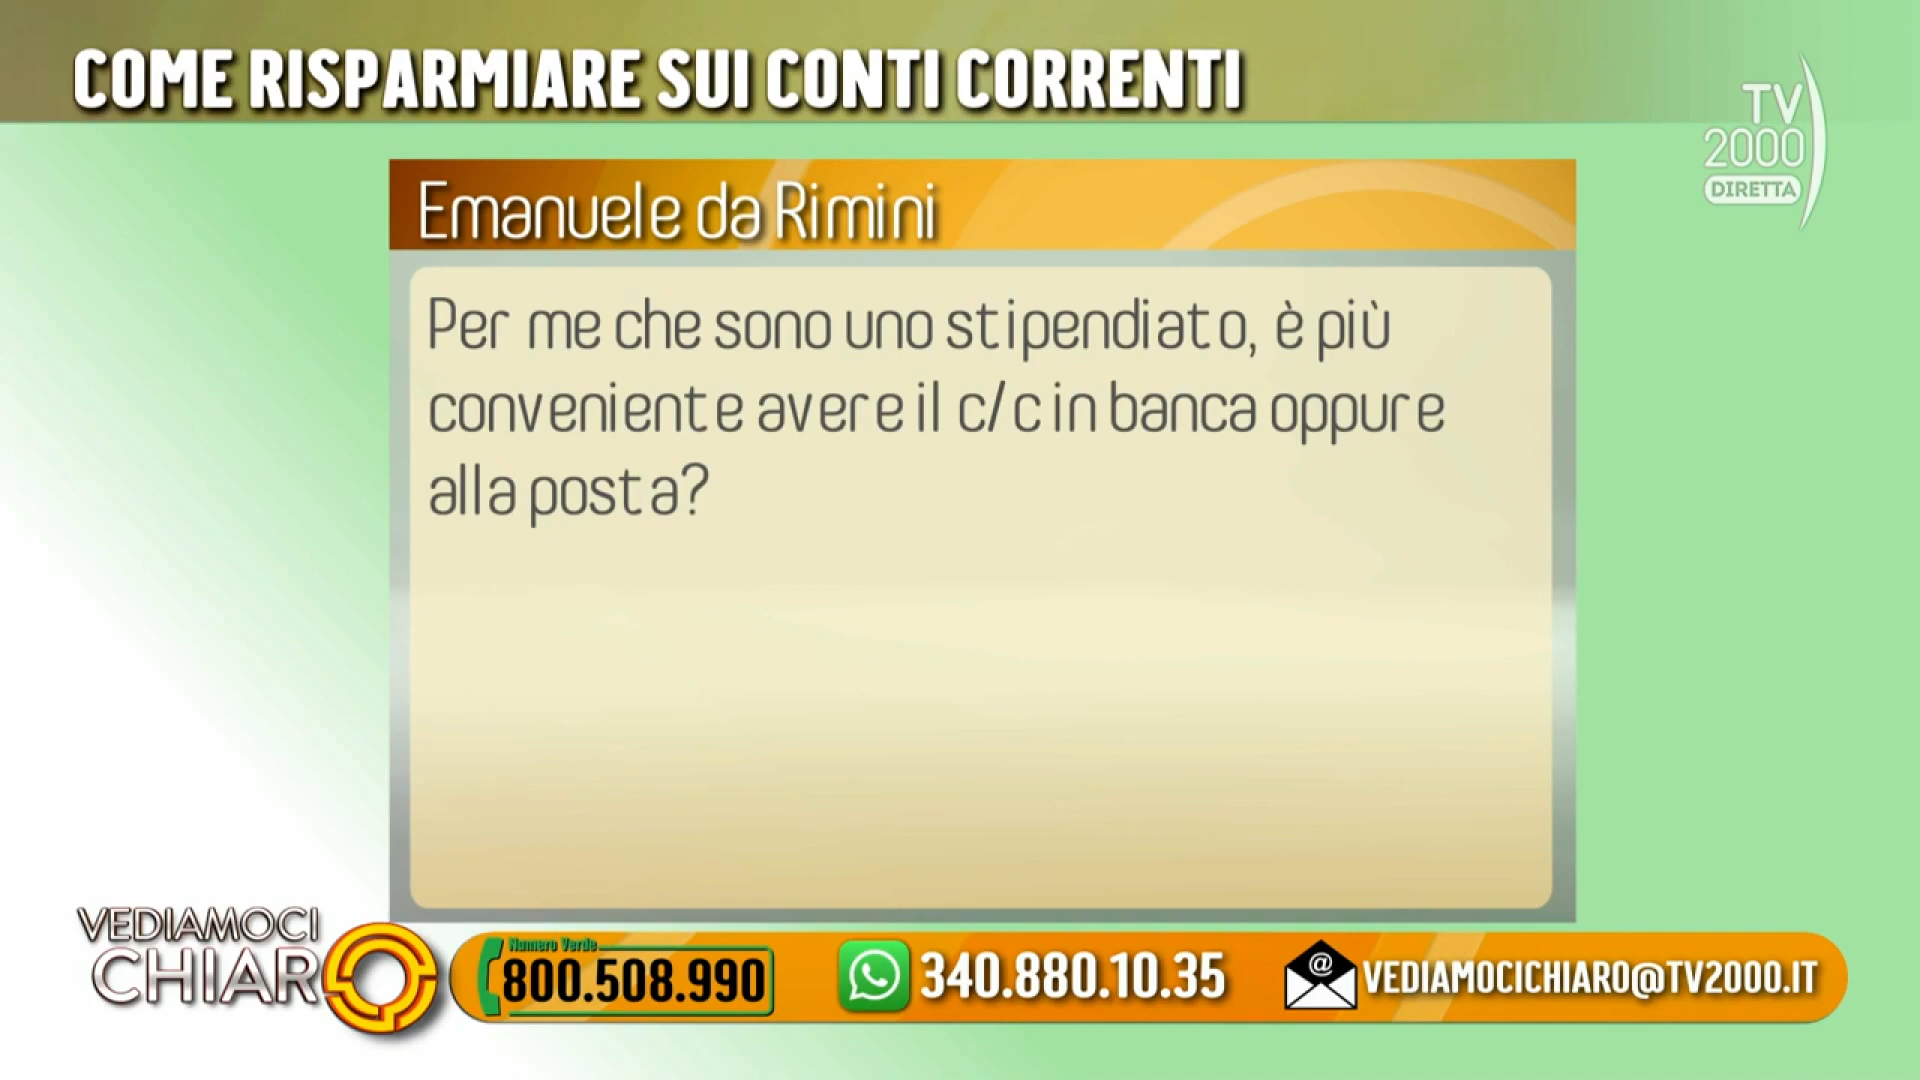 COME RISPARMIARE SUI CONTI CORRENTI
TV
2000
DIRETTA
Emanuele da Rimini
Per me che sono uno stipendiato, è più
conveniente avere il c/c in banca oppure
alla posta?
VEDIAMOCI
CHIARO
Numero Verde
800.508.990
340.880.10.35
@
VEDIAMOCICHIARO@TV2000.IT